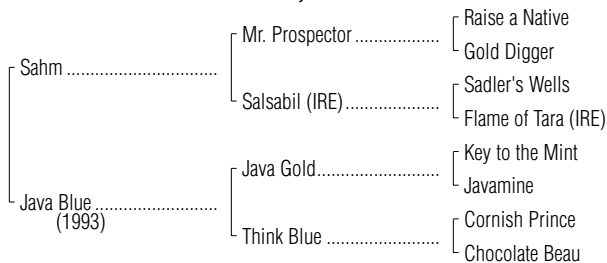 Raise a Native
Mr. Prospector ...................
Gold Digger
Sahm ..................................
Sadler's Wells
Salsabil (IRE).....................
Flame of Tara (IRE)
Key to the Mint
Java Gold............................
Javamine
Java Blue ............................
(1993)
Cornish Prince
Think Blue .........................
Chocolate Beau